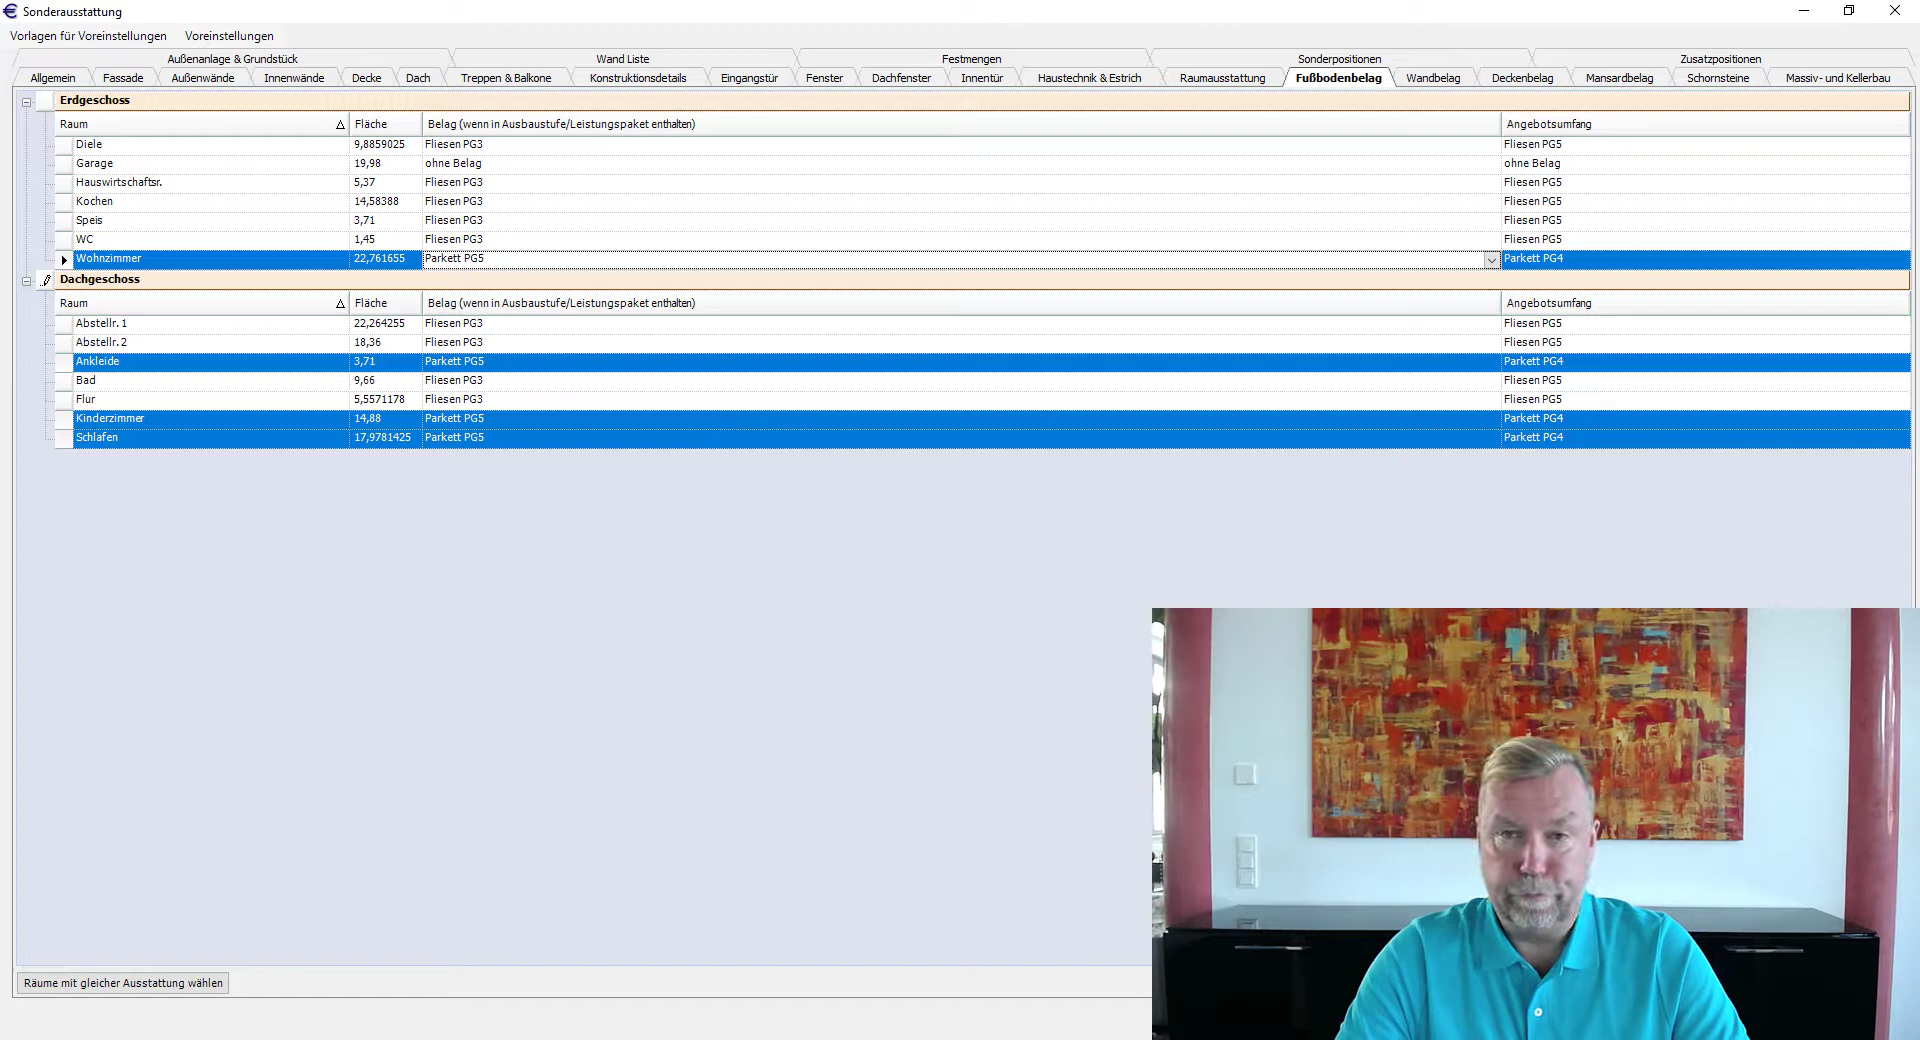 Sonderausstattung
Vorlagen für Voreinstellungen Voreinstellungen
Außenanlage & Grundstück Wand Liste Festmengen Sonderpositionen Zusatzpositionen
Allgemein Fassade Außenwände Innenwände Decke Dach Treppen & Balkone Konstruktionsdetails Eingangstür Fenster Dachfenster Innentür Haustechnik & Estrich Raumausstattung Fußbodenbelag Wandbelag Deckenbelag Mansardbelag Schornsteine Massiv- und Kellerbau
Erdgeschoss
Raum Fläche Belag (wenn in Ausbaustufe/Leistungspaket enthalten) Angebotsumfang
Diele 9,8859025 Fliesen PG3 Fliesen PG5
Garage 19,98 ohne Belag ohne Belag
Hauswirtschaftsr. 5,37 Fliesen PG3 Fliesen PG5
Kochen 14,58388 Fliesen PG3 Fliesen PG5
Speis 3,71 Fliesen PG3 Fliesen PG5
WC 1,45 Fliesen PG3 Fliesen PG5
Wohnzimmer 22,761655 Parkett PG5 Parkett PG4
Dachgeschoss
Raum Fläche Belag (wenn in Ausbaustufe/Leistungspaket enthalten) Angebotsumfang
Abstellr. 1 22,264255 Fliesen PG3 Fliesen PG5
Abstellr. 2 18,36 Fliesen PG3 Fliesen PG5
Ankleide 3,71 Parkett PG5 Parkett PG4
Bad 9,66 Fliesen PG3 Fliesen PG5
Flur 5,5571178 Fliesen PG3 Fliesen PG5
Kinderzimmer 14,88 Parkett PG5 Parkett PG4
Schlafen 17,9781425 Parkett PG5 Parkett PG4
Räume mit gleicher Ausstattung wählen